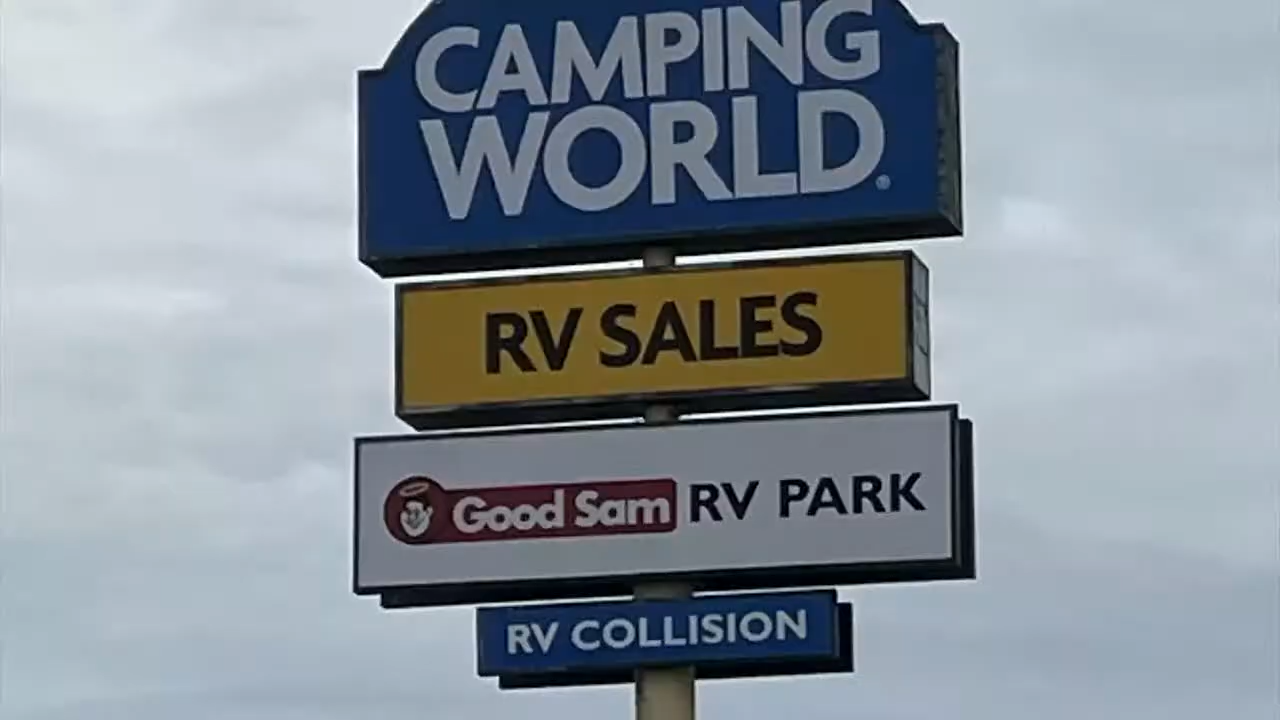 CAMPING
WORLD
RV SALES
Good Sam RV PARK
RV COLLISION